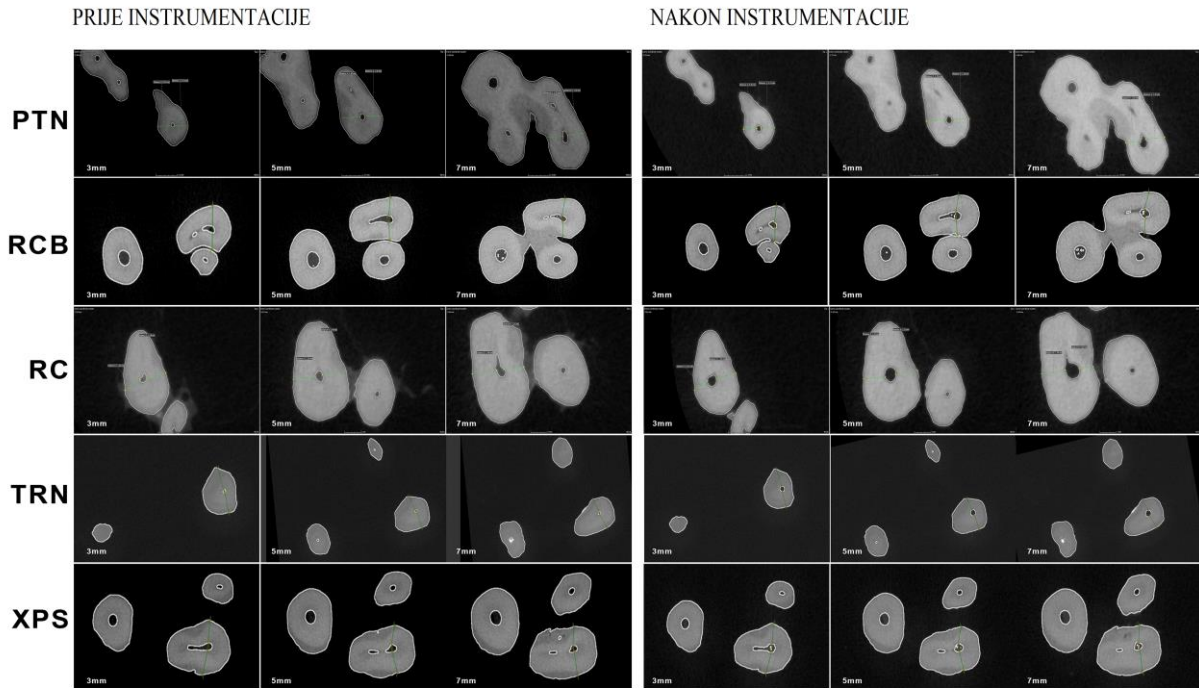 PRIJE INSTRUMENTACIJE NAKON INSTRUMENTACIJE
PTN 3mm 5mm 7mm 3mm 5mm 7mm
RCB 3mm 5mm 7mm 3mm 5mm 7mm
RC 3mm 5mm 7mm 3mm 5mm 7mm
TRN 3mm 5mm 7mm 3mm 5mm 7mm
XPS 3mm 5mm 7mm 3mm 5mm 7mm